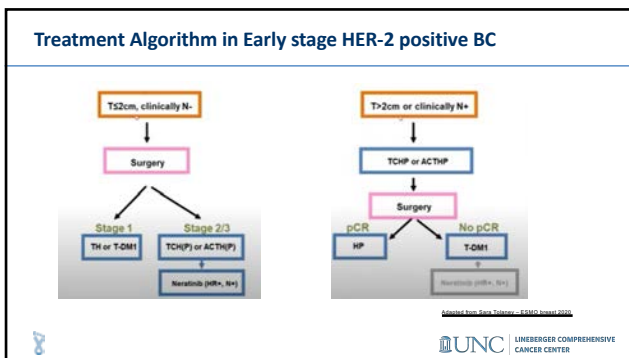 Treatment Algorithm in Early stage HER-2 positive BC
T≤2cm, clinically N-
Surgery
Stage 1
Stage 2/3
TH or T-DM1
TCH(P) or ACTH(P)
Neratinib (HR+, N+)
T>2cm or clinically N+
TCHP or ACTHP
Surgery
pCR
No pCR
HP
T-DM1
Neratinib (HR+, N+)
Adapted from Sara Tolaney – ESMO breast 2020
UNC
LINEBERGER COMPREHENSIVE
CANCER CENTER